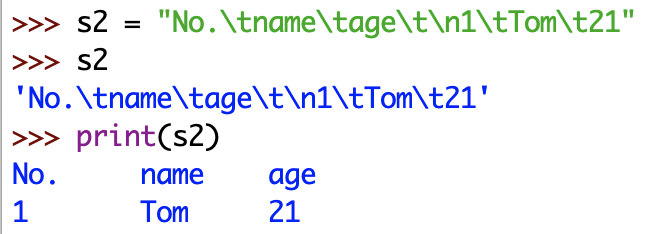 >>> s2 = "No.\tname\tage\t\n1\tTom\t21"
>>> s2
'No.\tname\tage\t\n1\tTom\t21'
>>> print(s2)
No.	name	age
1	Tom	21